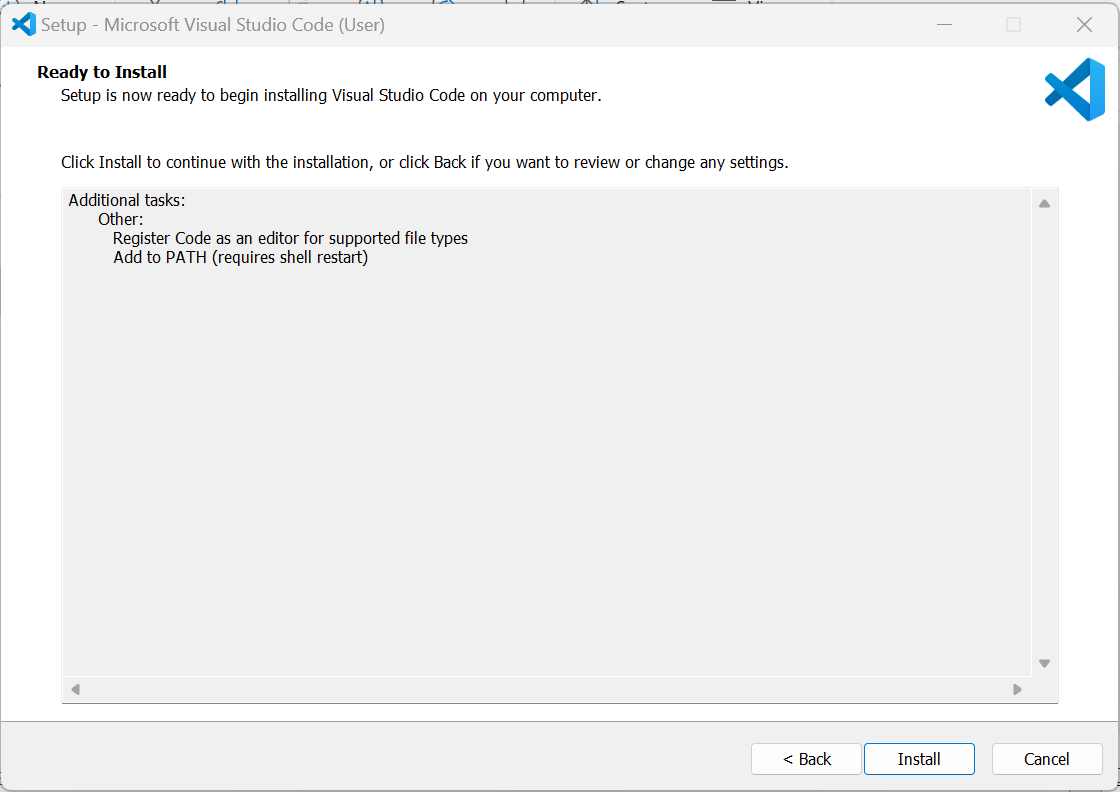 Setup - Microsoft Visual Studio Code (User)
Ready to Install
Setup is now ready to begin installing Visual Studio Code on your computer.
Click Install to continue with the installation, or click Back if you want to review or change any settings.
Additional tasks:
Other:
Register Code as an editor for supported file types
Add to PATH (requires shell restart)
< Back
Install
Cancel